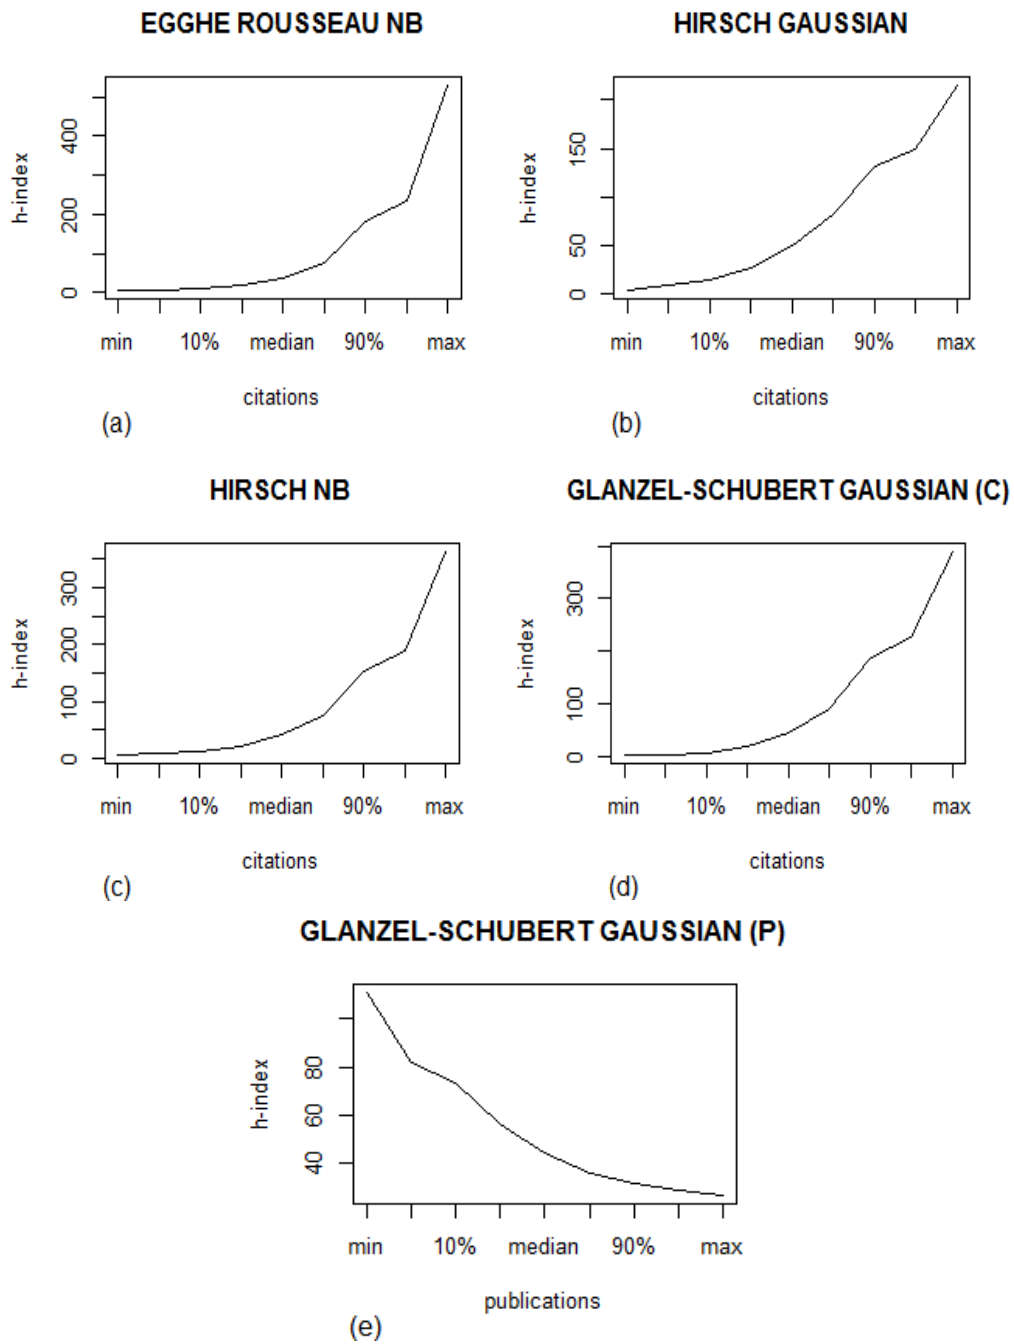 EGGHE ROUSSEAU NB
h-index
400
200
0
min 10% median 90% max
citations
(a)
HIRSCH GAUSSIAN
h-index
150
50
0
min 10% median 90% max
citations
(b)
HIRSCH NB
h-index
300
200
100
0
min 10% median 90% max
citations
(c)
GLANZEL-SCHUBERT GAUSSIAN (C)
h-index
300
100
0
min 10% median 90% max
citations
(d)
GLANZEL-SCHUBERT GAUSSIAN (P)
h-index
80
60
40
min 10% median 90% max
publications
(e)